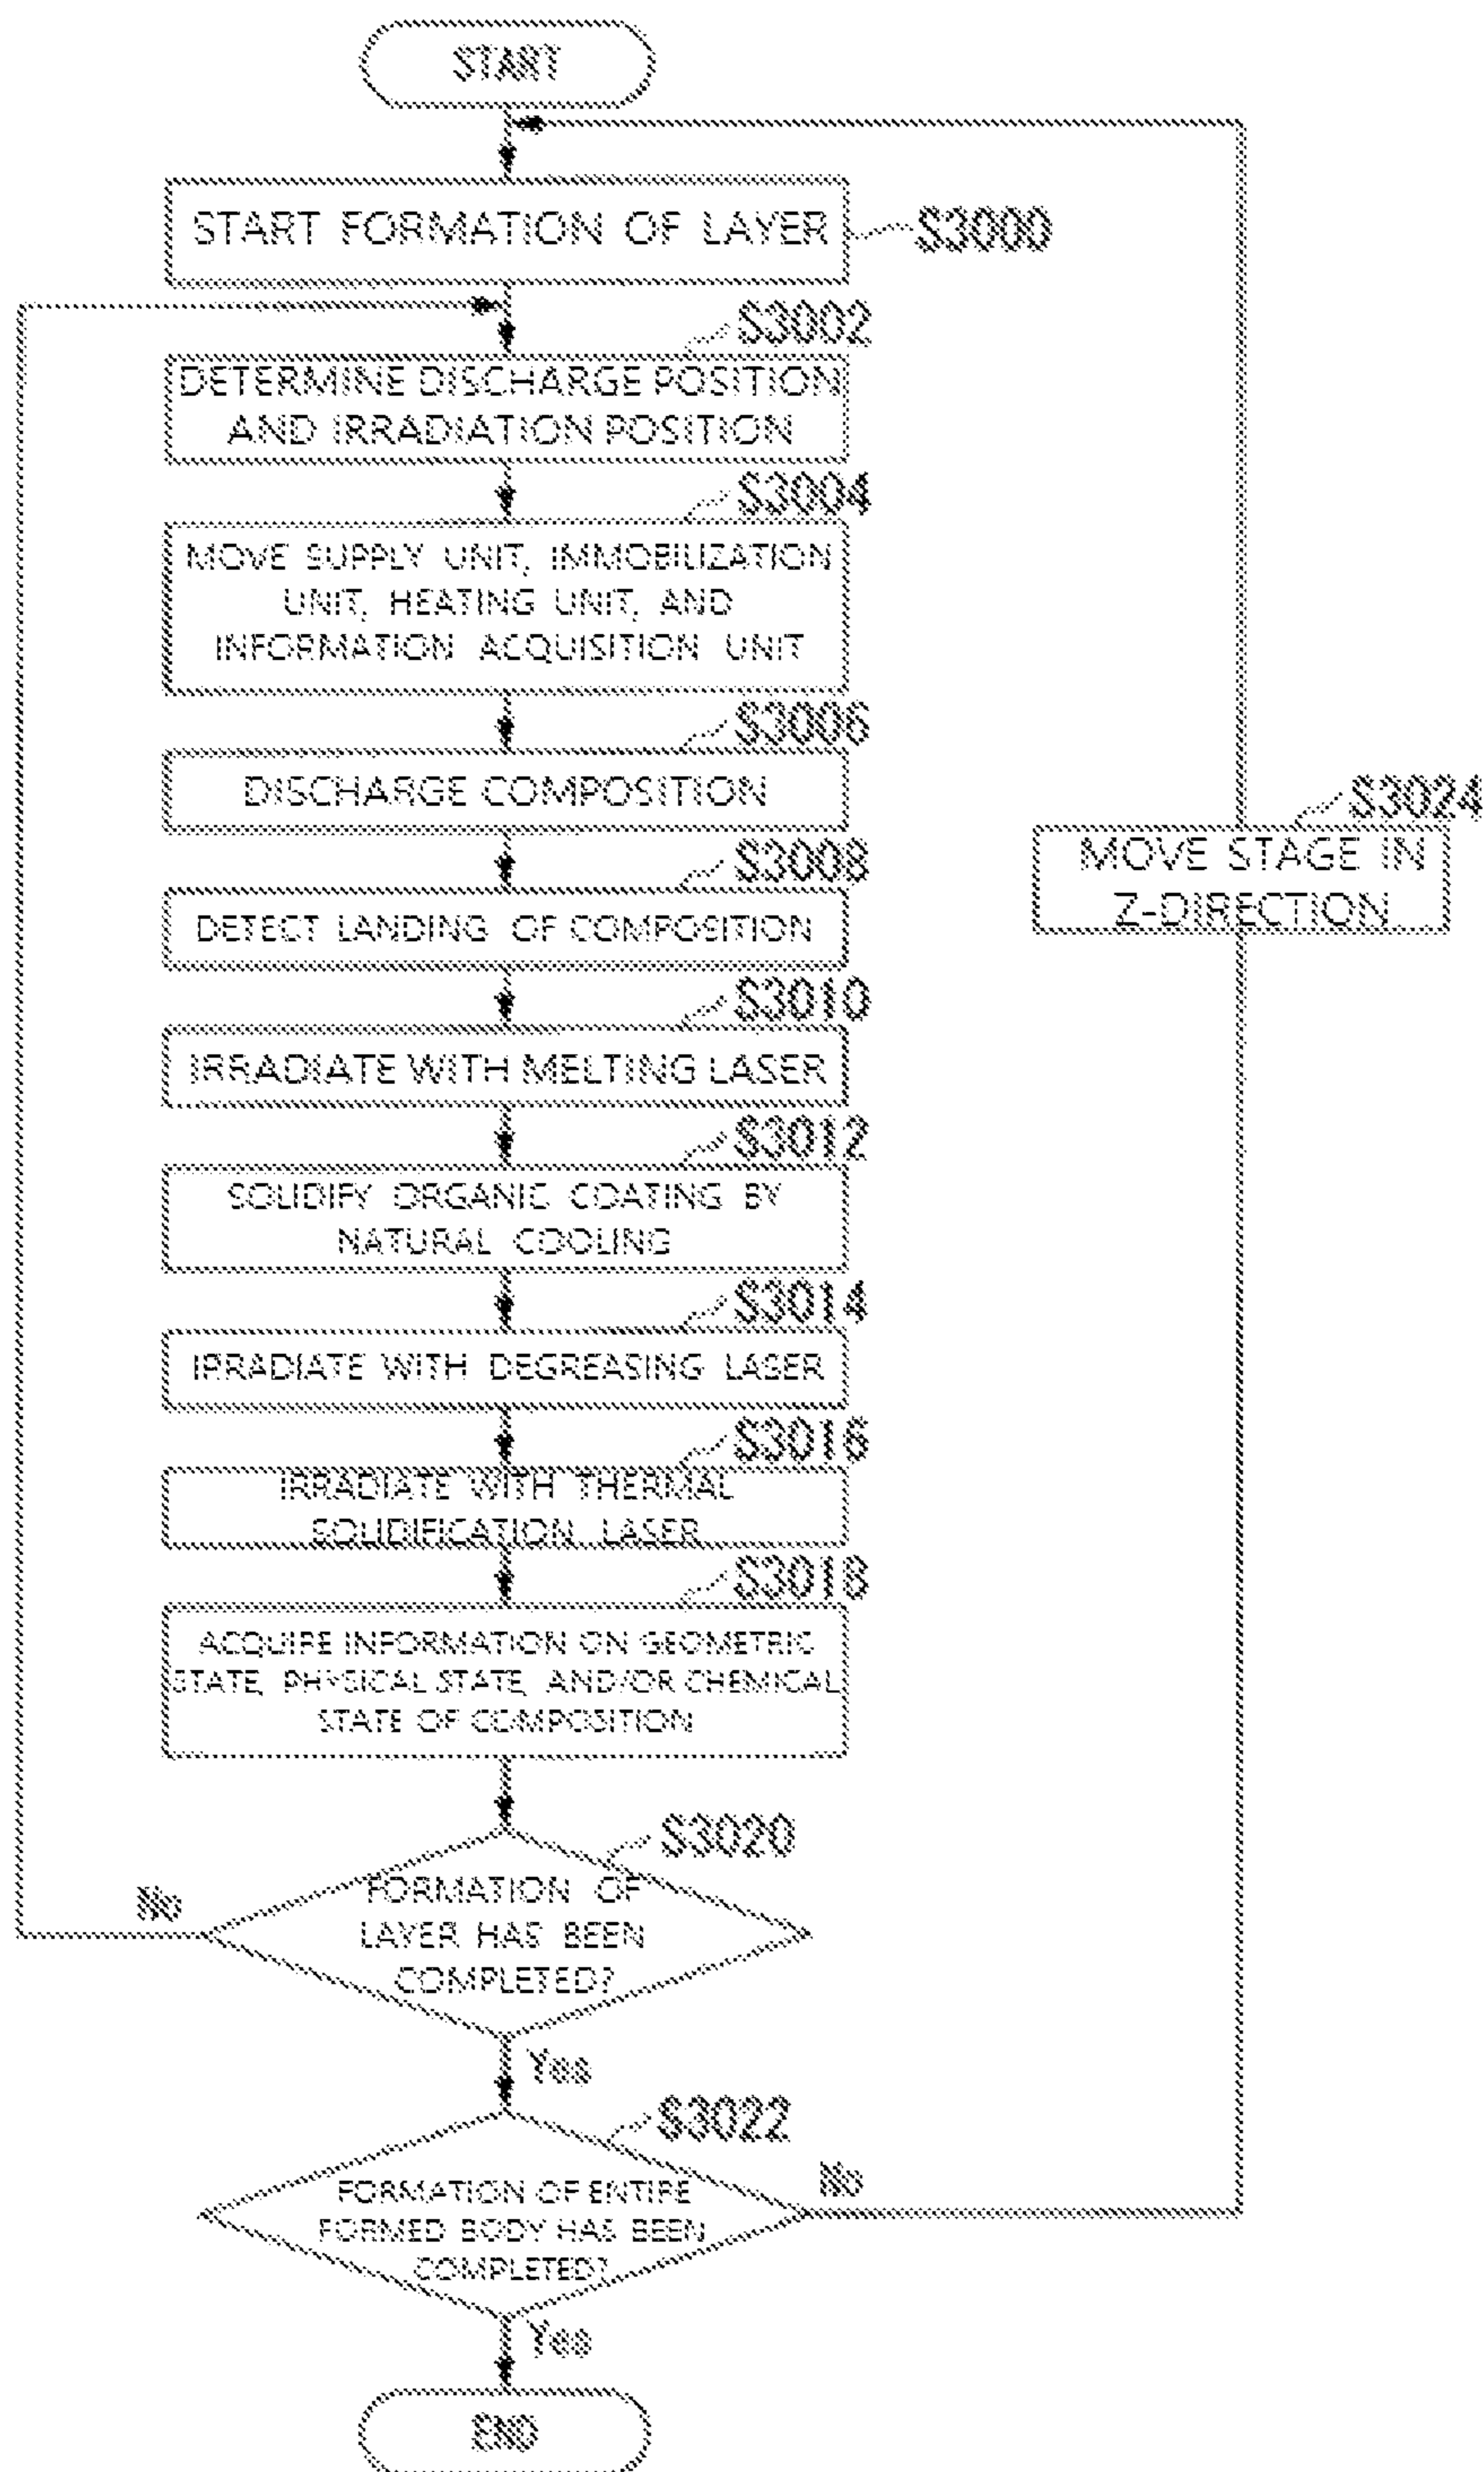 START
START FORMATION OF LAYER
S3000
S3002
DETERMINE DISCHARGE POSITION
AND IRRADIATION POSITION
S3004
MOVE SUPPLY UNIT, IMMOBILIZATION
UNIT, HEATING UNIT, AND
INFORMATION ACQUISITION UNIT
S3006
DISCHARGE COMPOSITION
S3008
DETECT LANDING OF COMPOSITION
S3024
MOVE STAGE IN
Z-DIRECTION
S3010
IRRADIATE WITH MELTING LASER
S3012
SOLIDIFY ORGANIC COATING BY
NATURAL COOLING
S3014
IRRADIATE WITH DEGREASING LASER
S3016
IRRADIATE WITH THERMAL
SOLIDIFICATION LASER
S3018
ACQUIRE INFORMATION ON GEOMETRIC
STATE, PHYSICAL STATE, AND/OR CHEMICAL
STATE OF COMPOSITION
S3020
No
FORMATION OF
LAYER HAS BEEN
COMPLETED?
Yes
S3022
No
FORMATION OF ENTIRE
FORMED BODY HAS BEEN
COMPLETED?
Yes
END